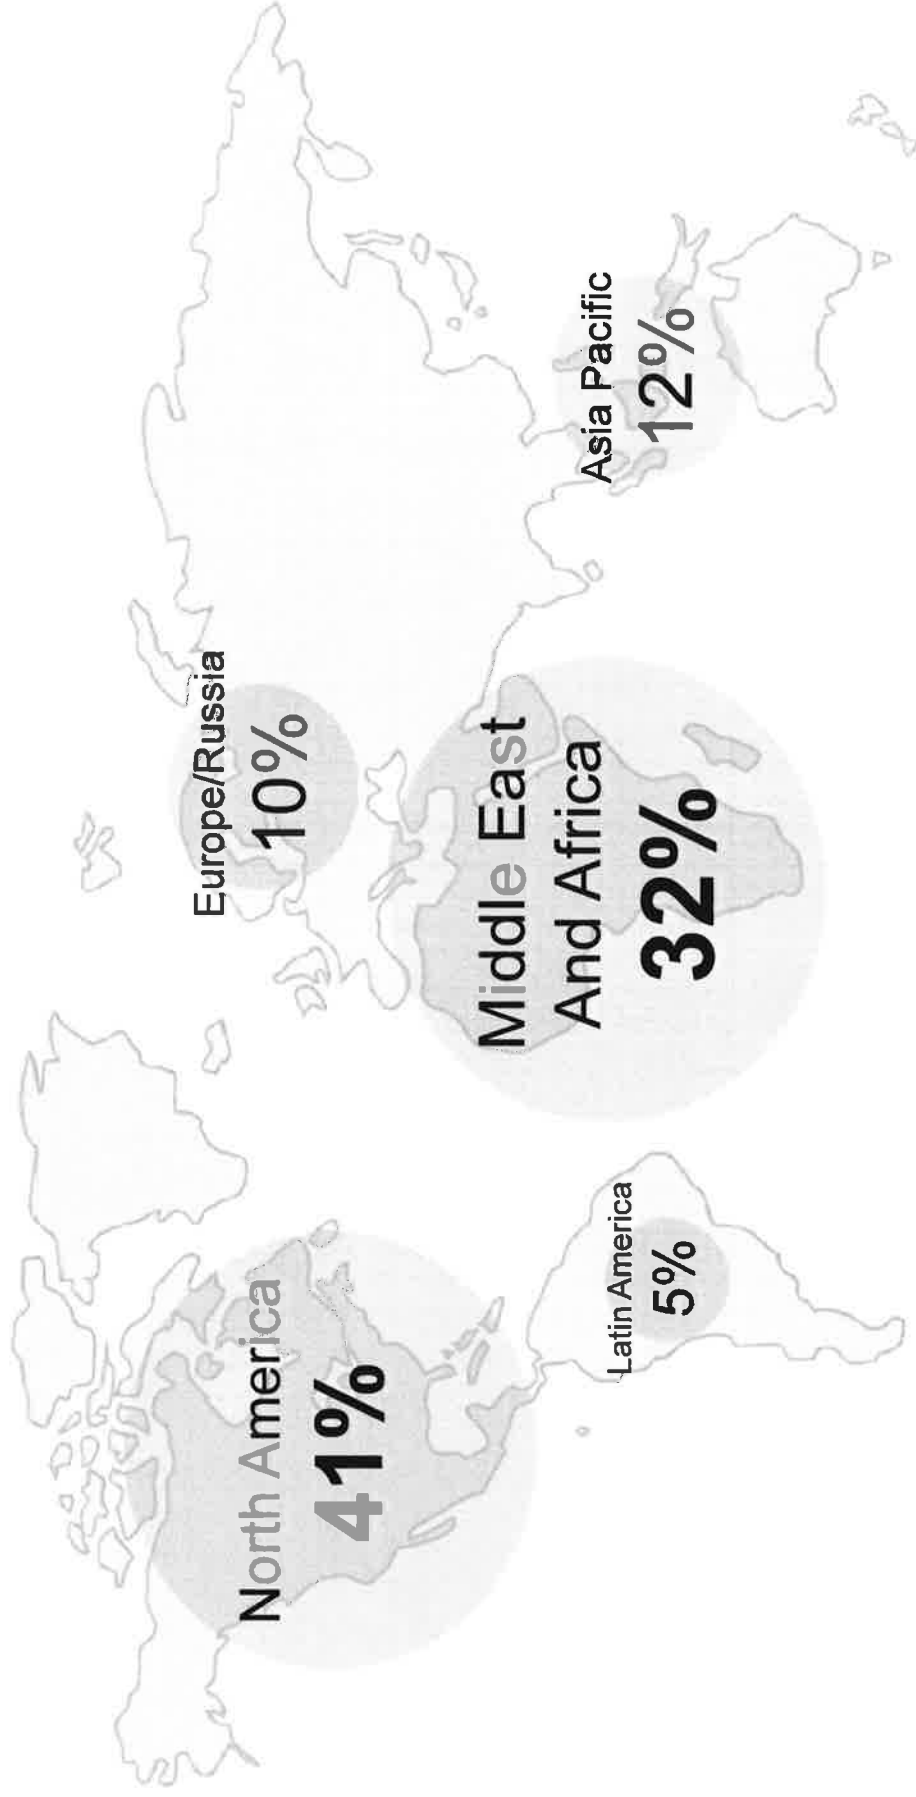 North America
41%
Latin America
5%
Europe/Russia
10%
Middle East
And Africa
32%
Asia Pacific
12%